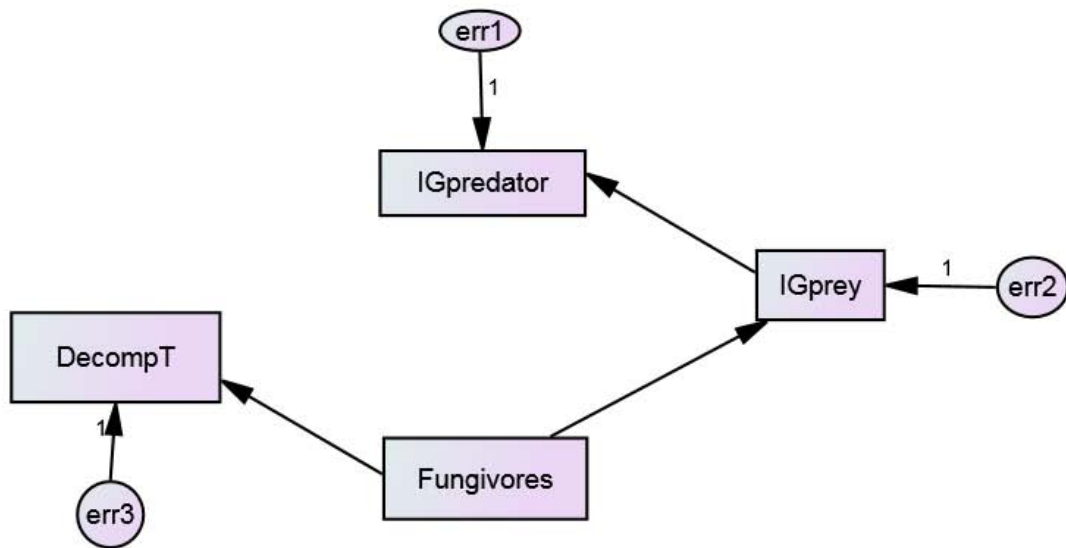 err1
1
IGpredator
IGprey
1
err2
DecompT
1
Fungivores
err3